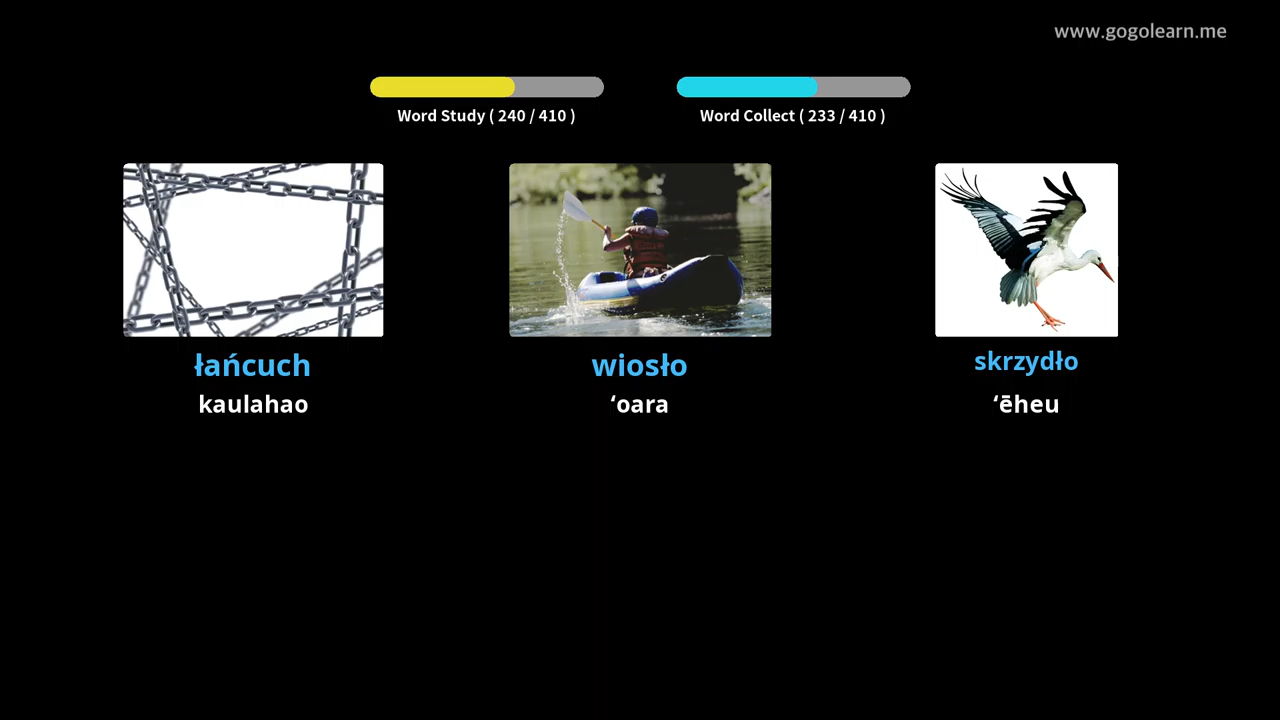 www.gogolearn.me
Word Study ( 240 / 410 )
Word Collect ( 233 / 410 )
łańcuch
kaulahao
wiosło
ʻoara
skrzydło
ʻēheu